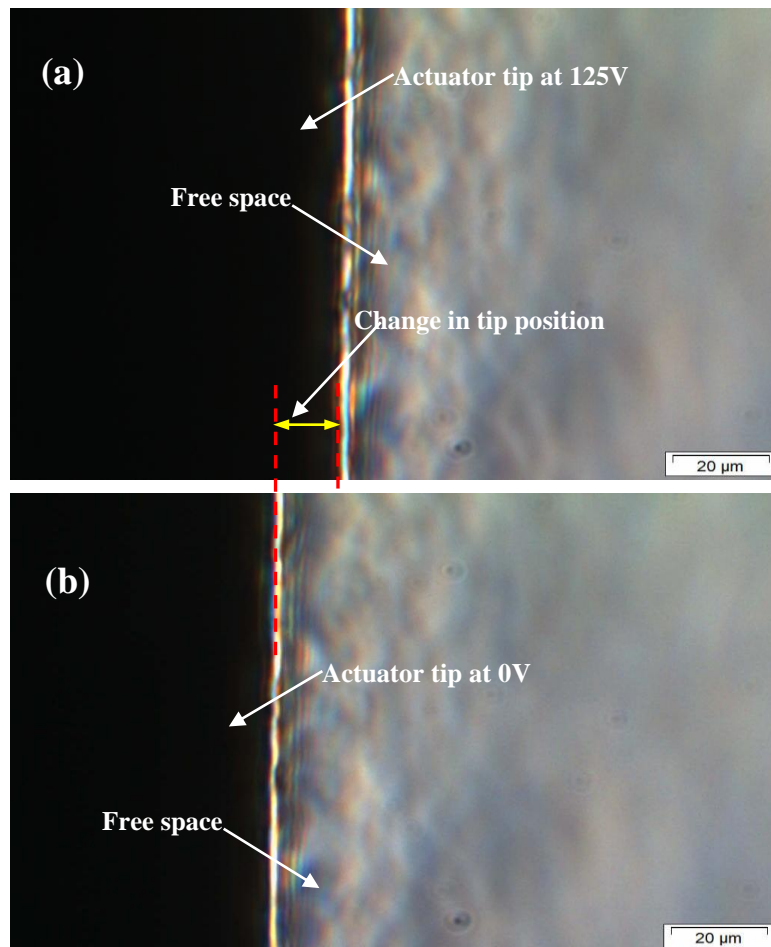 (a)
Actuator tip at 125V
Free space
Change in tip position
20 µm
(b)
Actuator tip at 0V
Free space
20 µm